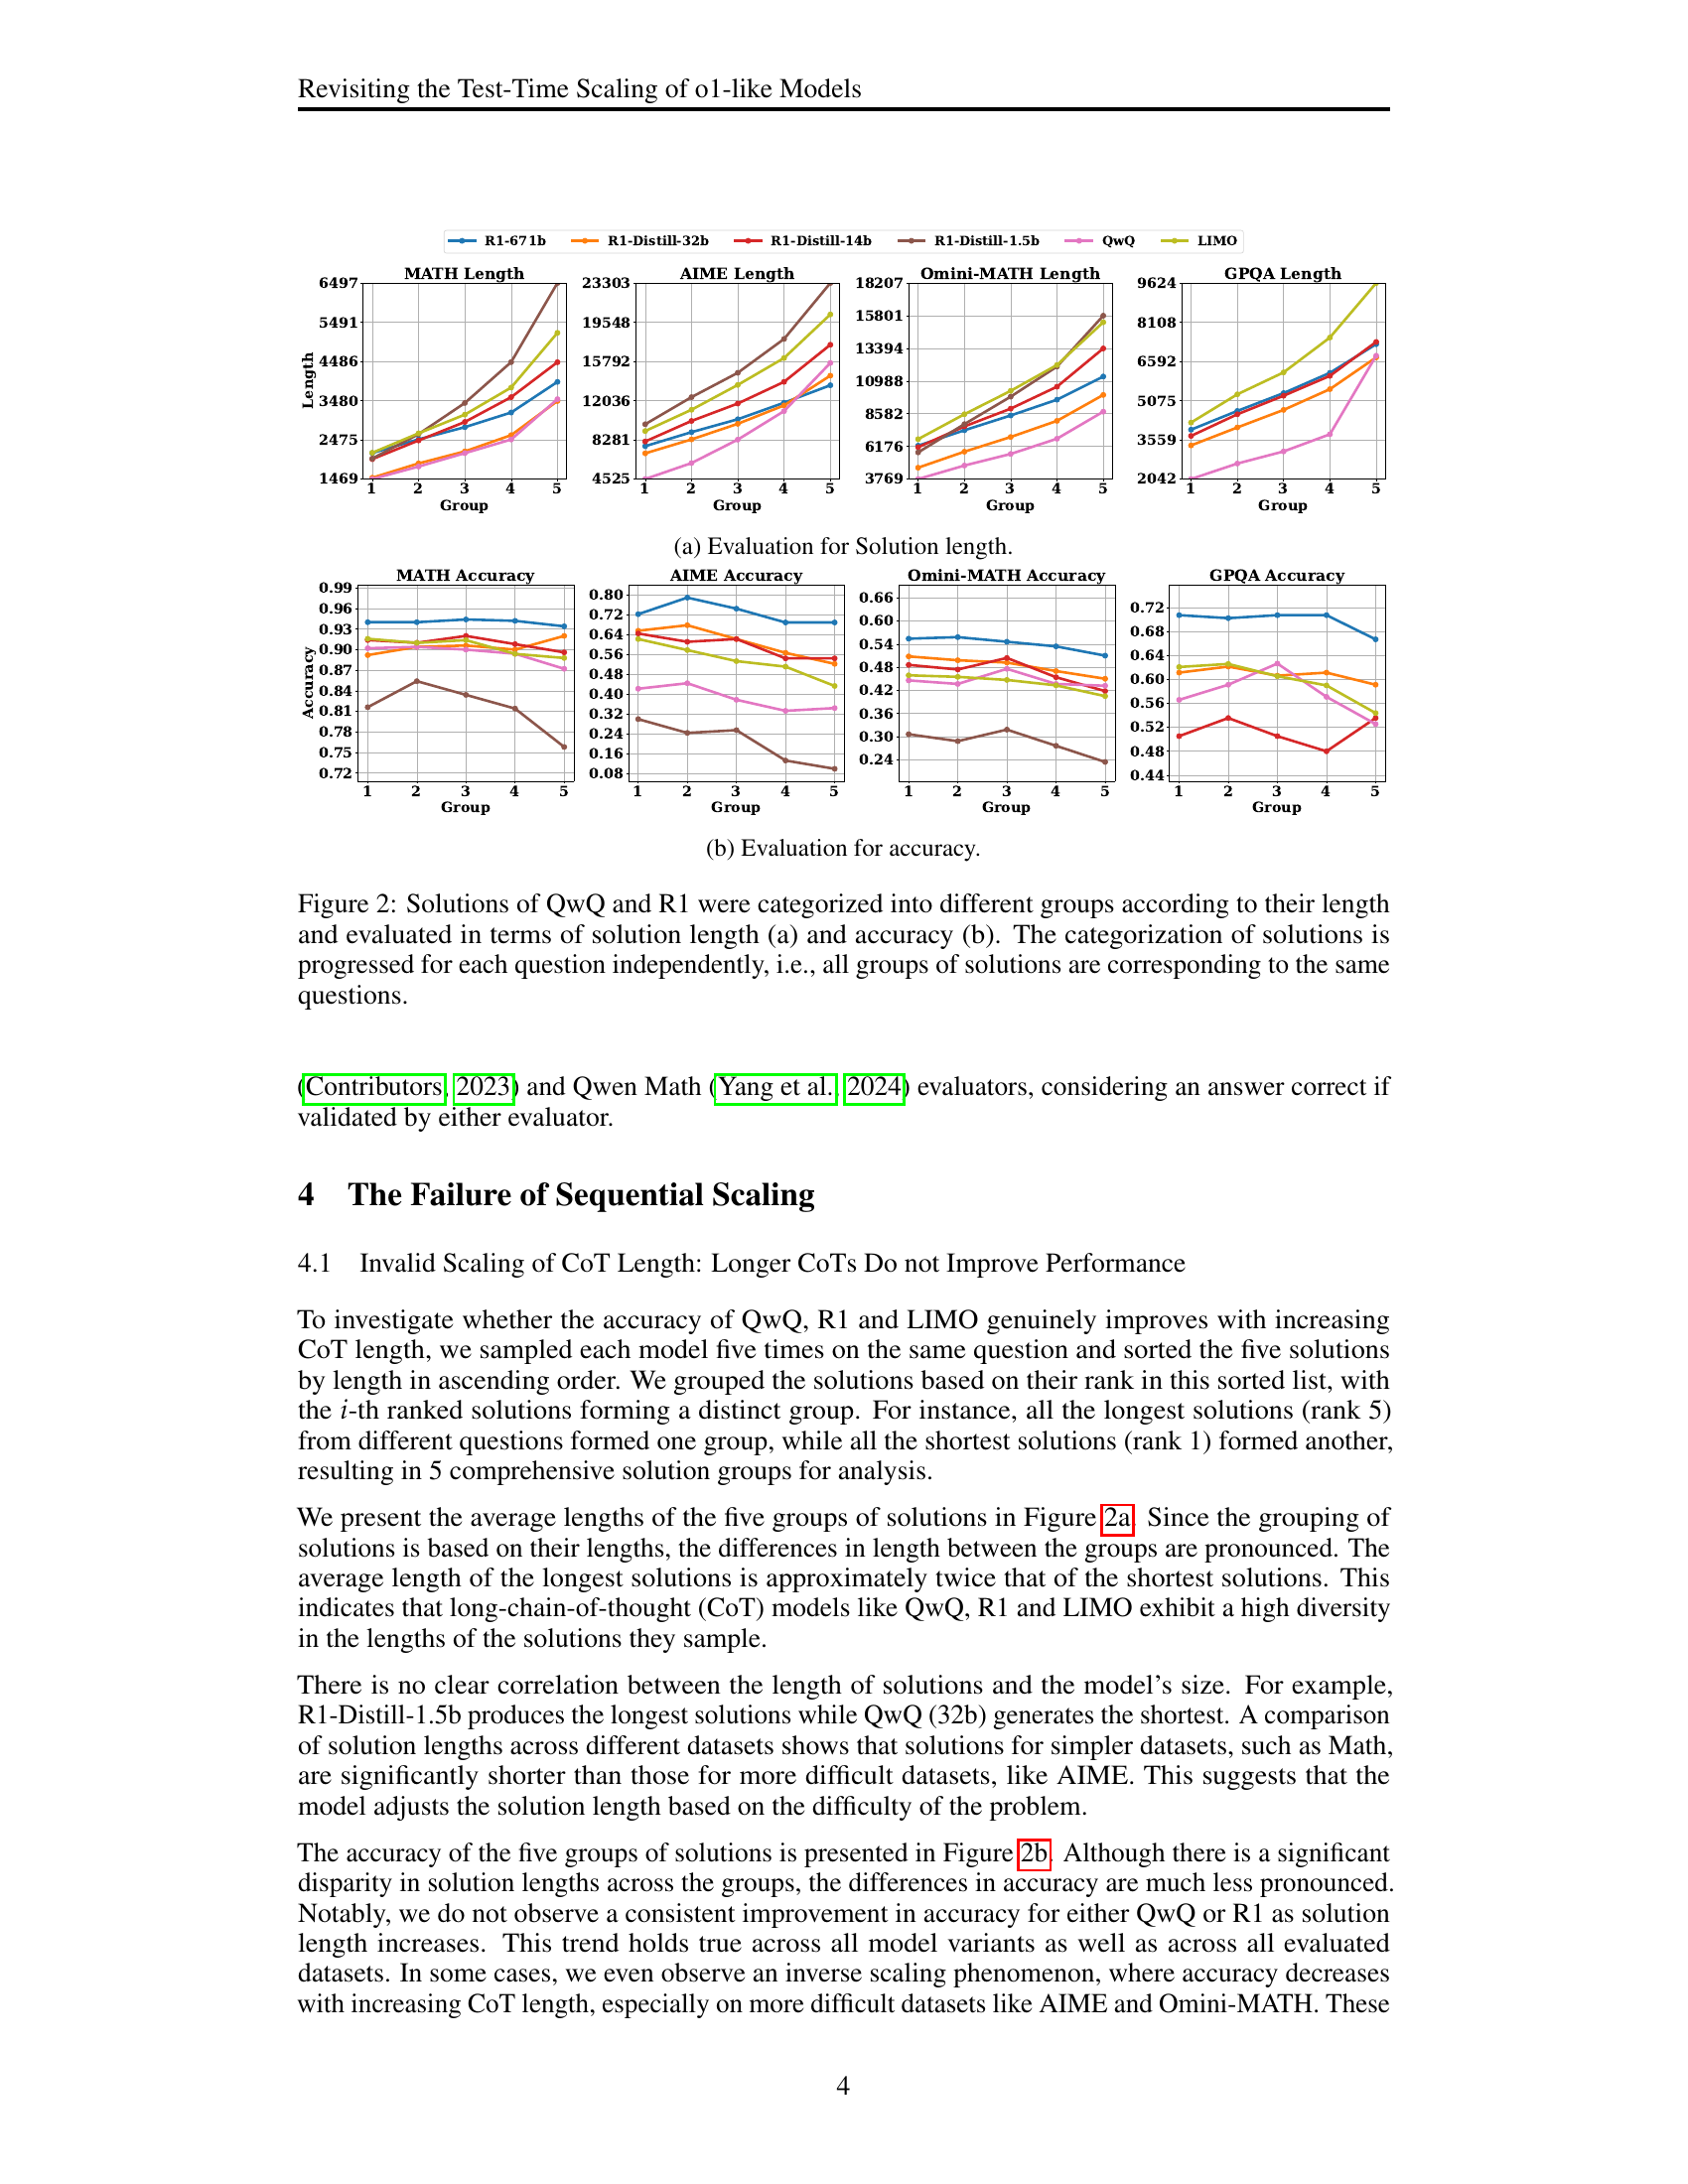 Revisiting the Test-Time Scaling of o1-like Models
R1-671b R1-Distill-32b R1-Distill-14b R1-Distill-1.5b QwQ LIMO
MATH Length AIME Length Omini-MATH Length GPQA Length
6497 23303 18207 9624
5491 19548 15801 8108
4486 15792 13394 6592
3480 12036 10988 5075
2475 8281 8582 3559
1469 4525 6176 2042
3769
Length
1 2 3 4 5 1 2 3 4 5 1 2 3 4 5 1 2 3 4 5
Group Group Group Group
(a) Evaluation for Solution length.
MATH Accuracy AIME Accuracy Omini-MATH Accuracy GPQA Accuracy
0.99 0.80 0.66 0.72
0.96 0.72 0.60 0.68
0.93 0.64 0.54 0.64
0.90 0.56 0.48 0.60
0.87 0.48 0.42 0.56
0.84 0.40 0.36 0.52
0.81 0.32 0.30 0.48
0.78 0.24 0.24 0.44
0.75 0.16
0.72 0.08
Accuracy
1 2 3 4 5 1 2 3 4 5 1 2 3 4 5 1 2 3 4 5
Group Group Group Group
(b) Evaluation for accuracy.
Figure 2: Solutions of QwQ and R1 were categorized into different groups according to their length
and evaluated in terms of solution length (a) and accuracy (b). The categorization of solutions is
progressed for each question independently, i.e., all groups of solutions are corresponding to the same
questions.
(Contributors, 2023) and Qwen Math (Yang et al., 2024) evaluators, considering an answer correct if
validated by either evaluator.
4 The Failure of Sequential Scaling
4.1 Invalid Scaling of CoT Length: Longer CoTs Do not Improve Performance
To investigate whether the accuracy of QwQ, R1 and LIMO genuinely improves with increasing
CoT length, we sampled each model five times on the same question and sorted the five solutions
by length in ascending order. We grouped the solutions based on their rank in this sorted list, with
the i-th ranked solutions forming a distinct group. For instance, all the longest solutions (rank 5)
from different questions formed one group, while all the shortest solutions (rank 1) formed another,
resulting in 5 comprehensive solution groups for analysis.
We present the average lengths of the five groups of solutions in Figure 2a. Since the grouping of
solutions is based on their lengths, the differences in length between the groups are pronounced. The
average length of the longest solutions is approximately twice that of the shortest solutions. This
indicates that long-chain-of-thought (CoT) models like QwQ, R1 and LIMO exhibit a high diversity
in the lengths of the solutions they sample.
There is no clear correlation between the length of solutions and the model's size. For example,
R1-Distill-1.5b produces the longest solutions while QwQ (32b) generates the shortest. A comparison
of solution lengths across different datasets shows that solutions for simpler datasets, such as Math,
are significantly shorter than those for more difficult datasets, like AIME. This suggests that the
model adjusts the solution length based on the difficulty of the problem.
The accuracy of the five groups of solutions is presented in Figure 2b. Although there is a significant
disparity in solution lengths across the groups, the differences in accuracy are much less pronounced.
Notably, we do not observe a consistent improvement in accuracy for either QwQ or R1 as solution
length increases. This trend holds true across all model variants as well as across all evaluated
datasets. In some cases, we even observe an inverse scaling phenomenon, where accuracy decreases
with increasing CoT length, especially on more difficult datasets like AIME and Omini-MATH. These
4